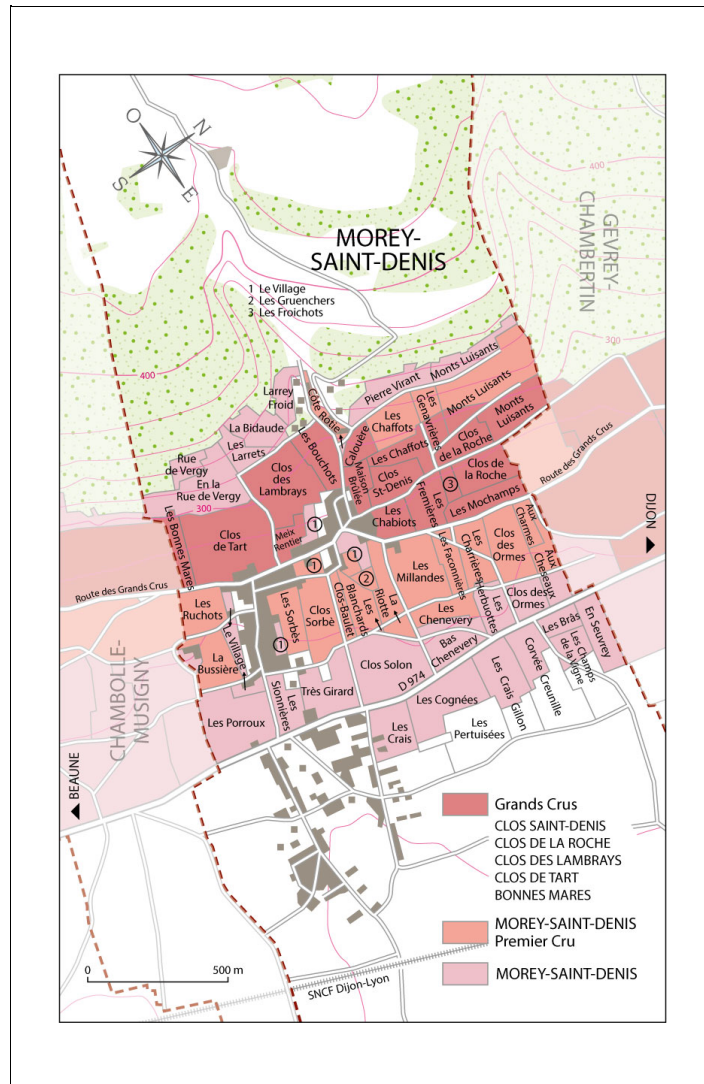 O
N
S
E
MOREY-
SAINT-DENIS
GEVREY-
CHAMBERTIN
400
1 Le Village
2 Les Gruenchers
3 Les Froichots
300
400
Larrey
Froid
Côte Rotie
Pierre Virant
Monts Luisants
Les
Genavrières
Monts Luisants
Les
Chaffots
Monts
Luisants
La Bidaude
Les
Larrets
Les Bouchots
Calouère
Maison
Brûlée
Les Chaffots
Clos
de la Roche
Rue
de Vergy
En la
Rue de Vergy
300
Clos
des
Lambrays
Clos
St-Denis
Clos de
la Roche
3
Route des Grands Crus
Les
Fremières
Les Mochamps
Les
Chabiots
Meix
Rentier
1
Les Bonnes Mares
Clos
de Tart
DIJON
Aux
Charmes
Aux
Cheseaux
Clos
des
Ormes
Les
Charrières
Les Faconnières
Les
Millandes
1
1
2
La
Riotte
Les
Blanchards
Clos-Baulet
Route des Grands Crus
Les
Ruchots
Les Sorbès
Clos
Sorbè
Les Chenevery
Les
Herbuottes
Clos des
Ormes
Le Village
1
La
Bussière
Bas
Chenevery
Les Brâs
En Seuvrey
Les Champs
de la Vigne
Clos Solon
D 974
CHAMBOLLE-
MUSIGNY
Les
Sionnières
Très Girard
Les Porroux
Les Cognées
Les Crais
Gillon
Corvée
Creunille
Les
Crais
Les
Pertuisées
BEAUNE
Grands Crus
CLOS SAINT-DENIS
CLOS DE LA ROCHE
CLOS DES LAMBRAYS
CLOS DE TART
BONNES MARES
MOREY-SAINT-DENIS
Premier Cru
MOREY-SAINT-DENIS
0
500 m
SNCF Dijon-Lyon